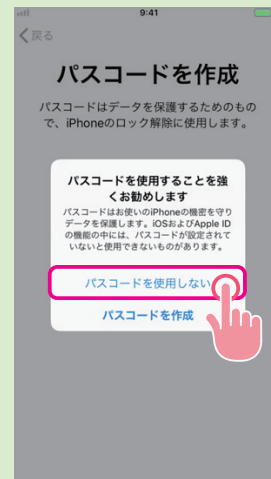 9:41
戻る
パスコードを作成
パスコードはデータを保護するためのもの
で、iPhoneのロック解除に使用します。
パスコードを使用することを強
くお勧めします
パスコードはお使いのiPhoneの機密を守り
データを保護します。iOSおよびApple ID
の機能の中には、パスコードが設定されて
いないと使用できないものがあります。
パスコードを使用しない
パスコードを作成